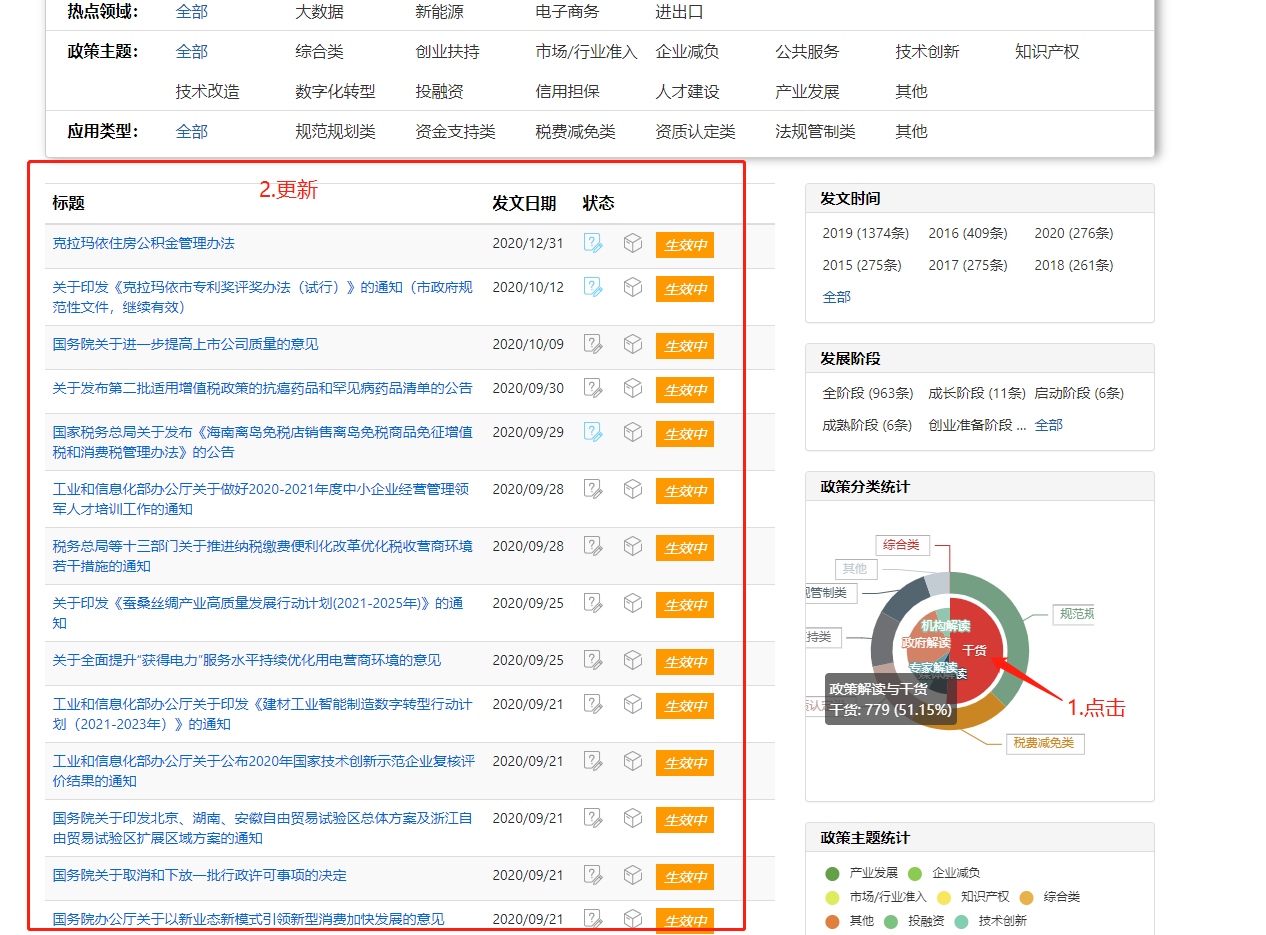 热点领域： 全部 大数据 新能源 电子商务 进出口
政策主题： 全部 综合类 创业扶持 市场/行业准入 企业减负 公共服务 技术创新 知识产权
技术改造 数字化转型 投融资 信用担保 人才建设 产业发展 其他
应用类型： 全部 规范规划类 资金支持类 税费减免类 资质认定类 法规管制类 其他
2.更新
标题 发文日期 状态
克拉玛依住房公积金管理办法 2020/12/31 生效中
关于印发《克拉玛依市专利奖评奖办法（试行）》的通知（市政府规 2020/10/12 生效中
范性文件，继续有效）
国务院关于进一步提高上市公司质量的意见 2020/10/09 生效中
关于发布第二批适用增值税政策的抗癌药品和罕见病药品清单的公告 2020/09/30 生效中
国家税务总局关于发布《海南离岛免税店销售离岛免税商品免征增值 2020/09/29 生效中
税和消费税管理办法》的公告
工业和信息化部办公厅关于做好2020-2021年度中小企业经营管理领 2020/09/28 生效中
军人才培训工作的通知
税务总局等十三部门关于推进纳税缴费便利化改革优化税收营商环境 2020/09/28 生效中
若干措施的通知
关于印发《蚕桑丝绸产业高质量发展行动计划(2021-2025年)》的通 2020/09/25 生效中
知
关于全面提升“获得电力”服务水平持续优化用电营商环境的意见 2020/09/25 生效中
工业和信息化部办公厅关于印发《建材工业智能制造数字转型行动计 2020/09/21 生效中
划（2021-2023年）》的通知
工业和信息化部办公厅关于公布2020年国家技术创新示范企业复核评 2020/09/21 生效中
价结果的通知
国务院关于印发北京、湖南、安徽自由贸易试验区总体方案及浙江自 2020/09/21 生效中
由贸易试验区扩展区域方案的通知
国务院关于取消和下放一批行政许可事项的决定 2020/09/21 生效中
国务院办公厅关于以新业态新模式引领新型消费加快发展的意见 2020/09/21 生效中
发文时间
2019 (1374条) 2016 (409条) 2020 (276条)
2015 (275条) 2017 (275条) 2018 (261条)
全部
发展阶段
全阶段 (963条) 成长阶段 (11条) 启动阶段 (6条)
成熟阶段 (6条) 创业准备阶段 ... 全部
政策分类统计
综合类
其他
管制类
规范规
持类
机构解读
政府解读
干货
专家解读
解读
政策解读与干货
干货: 779 (51.15%)
1.点击
税费减免类
政策主题统计
产业发展 企业减负
市场/行业准入 知识产权 综合类
其他 投融资 技术创新